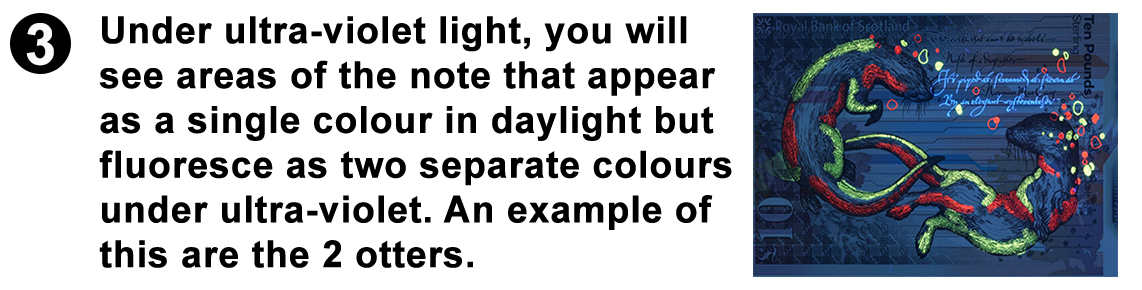 3
Under ultra-violet light, you will
see areas of the note that appear
as a single colour in daylight but
fluoresce as two separate colours
under ultra-violet. An example of
this are the 2 otters.
Royal Bank of Scotland
Ten Pounds
Sterling
10